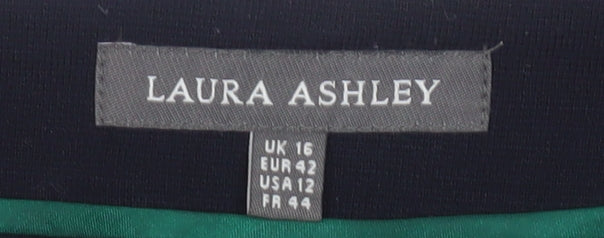 LAURA ASHLEY
UK 16
EUR 42
USA 12
FR 44